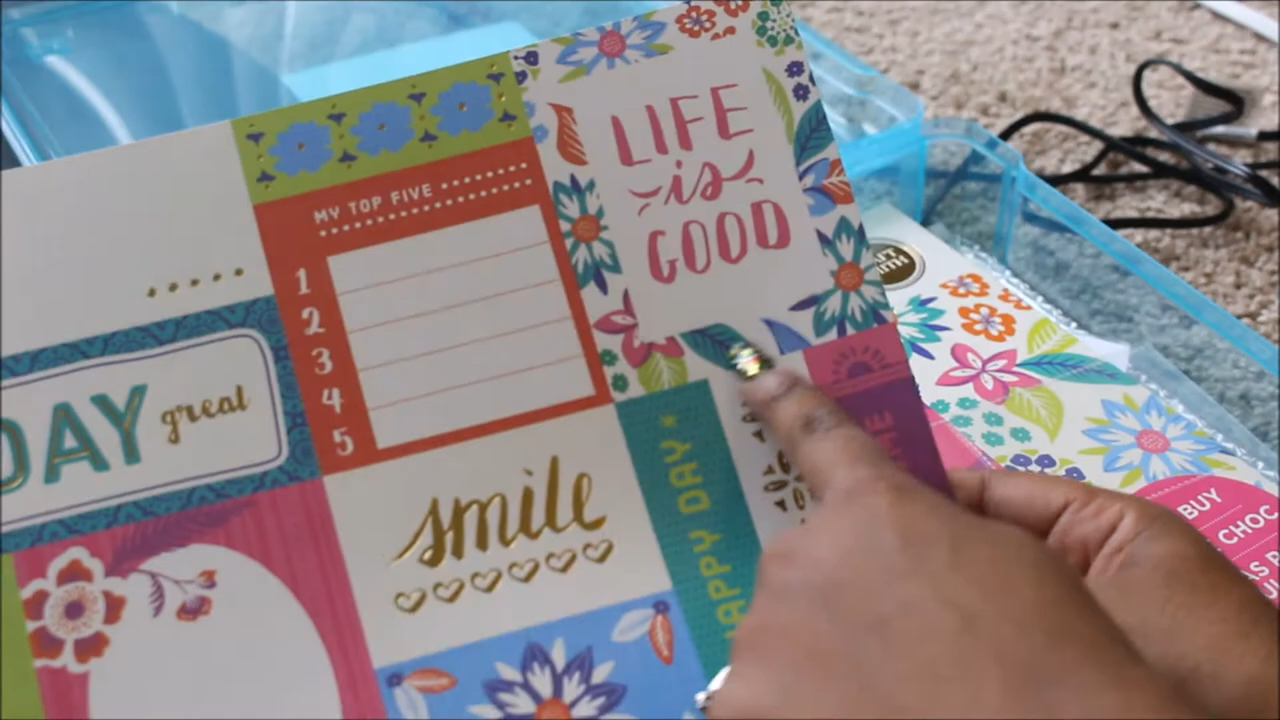 LIFE
is
GOOD
MY TOP FIVE
1
2
3
4
5
DAY great
smile
HAPPY DAY*
BUY
CHOC